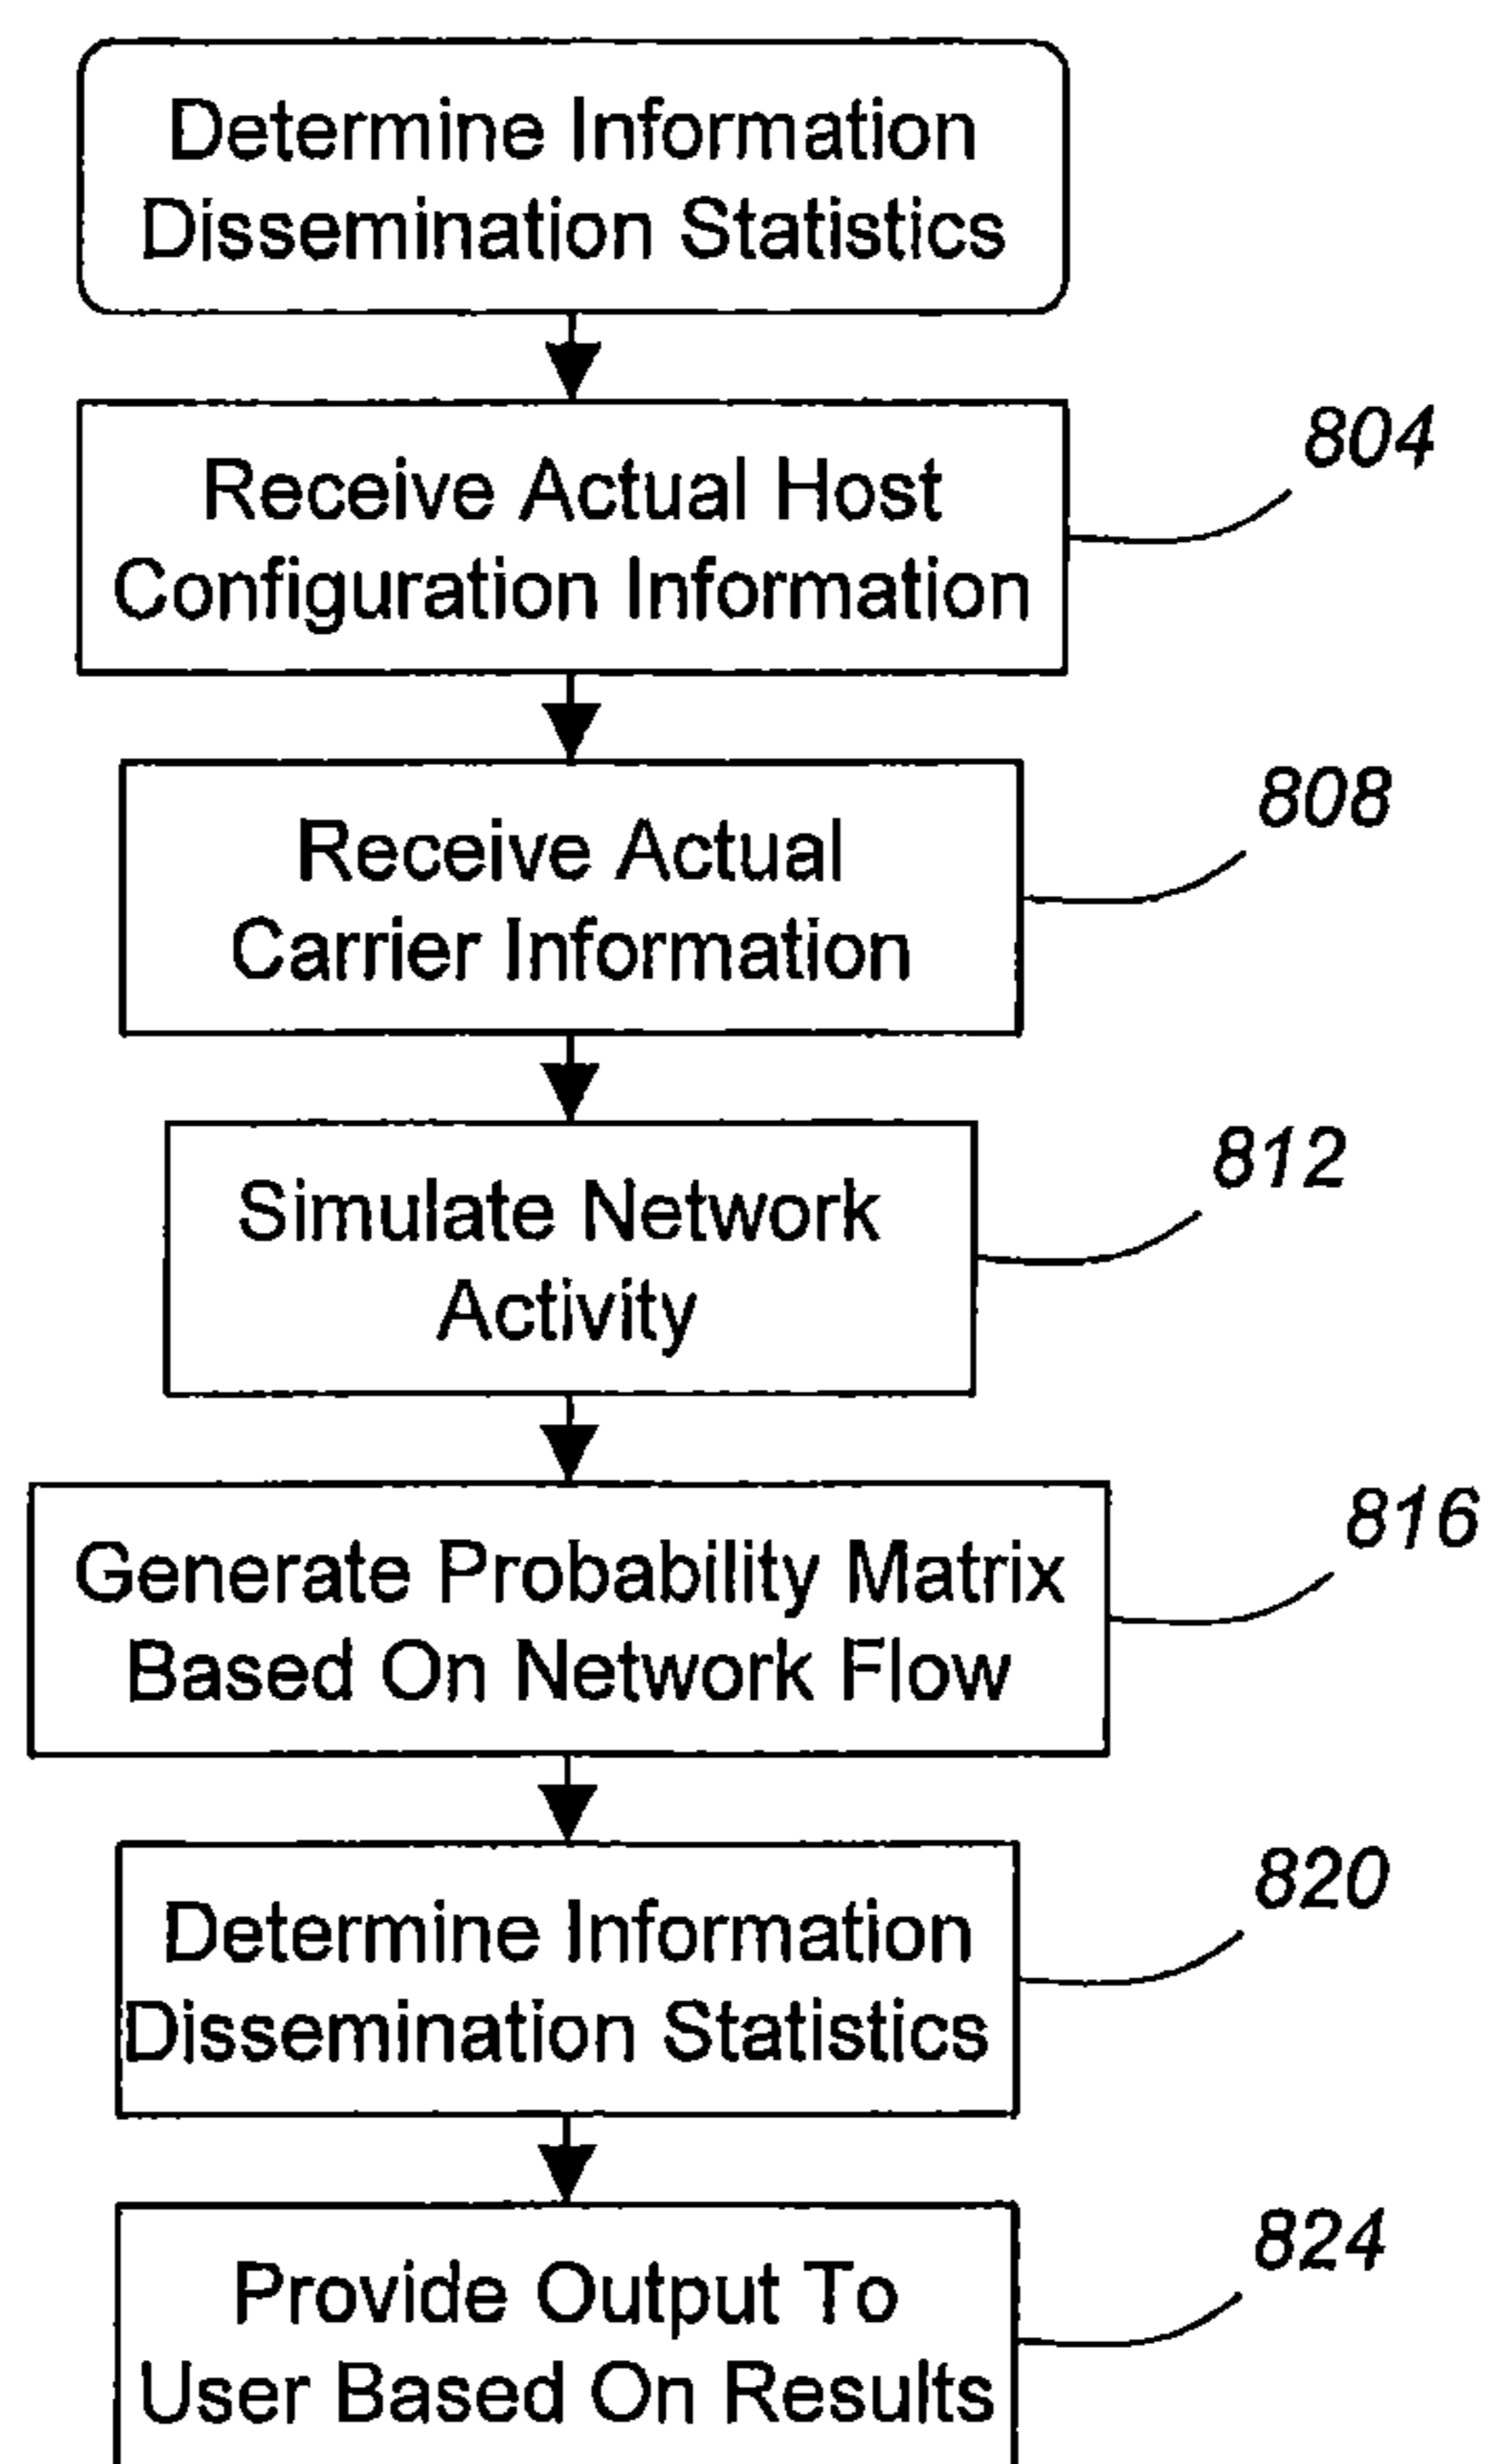 Determine Information
Dissemination Statistics
804
Receive Actual Host
Configuration Information
808
Receive Actual
Carrier Information
812
Simulate Network
Activity
816
Generate Probability Matrix
Based On Network Flow
820
Determine Information
Dissemination Statistics
824
Provide Output To
User Based On Results